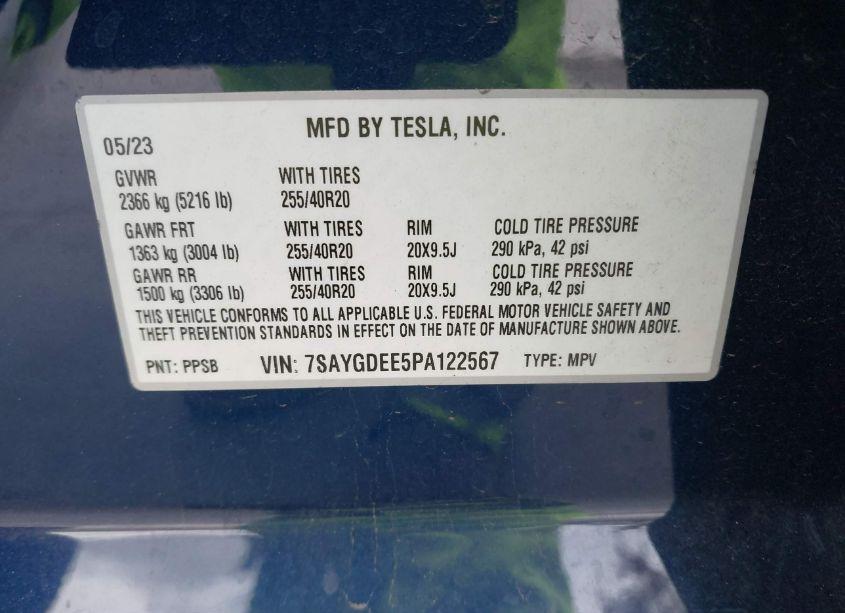 MFD BY TESLA, INC.
05/23
GVWR WITH TIRES
2366 kg (5216 lb) 255/40R20
GAWR FRT WITH TIRES RIM COLD TIRE PRESSURE
1363 kg (3004 lb) 255/40R20 20X9.5J 290 kPa, 42 psi
GAWR RR WITH TIRES RIM COLD TIRE PRESSURE
1500 kg (3306 lb) 255/40R20 20X9.5J 290 kPa, 42 psi
THIS VEHICLE CONFORMS TO ALL APPLICABLE U.S. FEDERAL MOTOR VEHICLE SAFETY AND
THEFT PREVENTION STANDARDS IN EFFECT ON THE DATE OF MANUFACTURE SHOWN ABOVE.
PNT: PPSB VIN: 7SAYGDEE5PA122567 TYPE: MPV